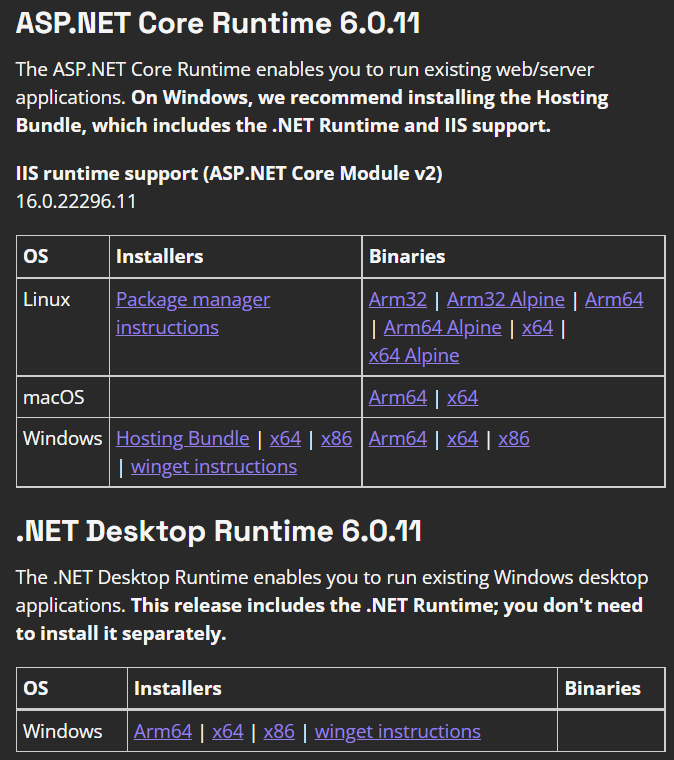 ASP.NET Core Runtime 6.0.11
The ASP.NET Core Runtime enables you to run existing web/server
applications. On Windows, we recommend installing the Hosting
Bundle, which includes the .NET Runtime and IIS support.
IIS runtime support (ASP.NET Core Module v2)
16.0.22296.11
OS Installers Binaries
Linux Package manager Arm32 | Arm32 Alpine | Arm64
instructions | Arm64 Alpine | x64 |
x64 Alpine
macOS Arm64 | x64
Windows Hosting Bundle | x64 | x86 Arm64 | x64 | x86
| winget instructions
.NET Desktop Runtime 6.0.11
The .NET Desktop Runtime enables you to run existing Windows desktop
applications. This release includes the .NET Runtime; you don't need
to install it separately.
OS Installers Binaries
Windows Arm64 | x64 | x86 | winget instructions